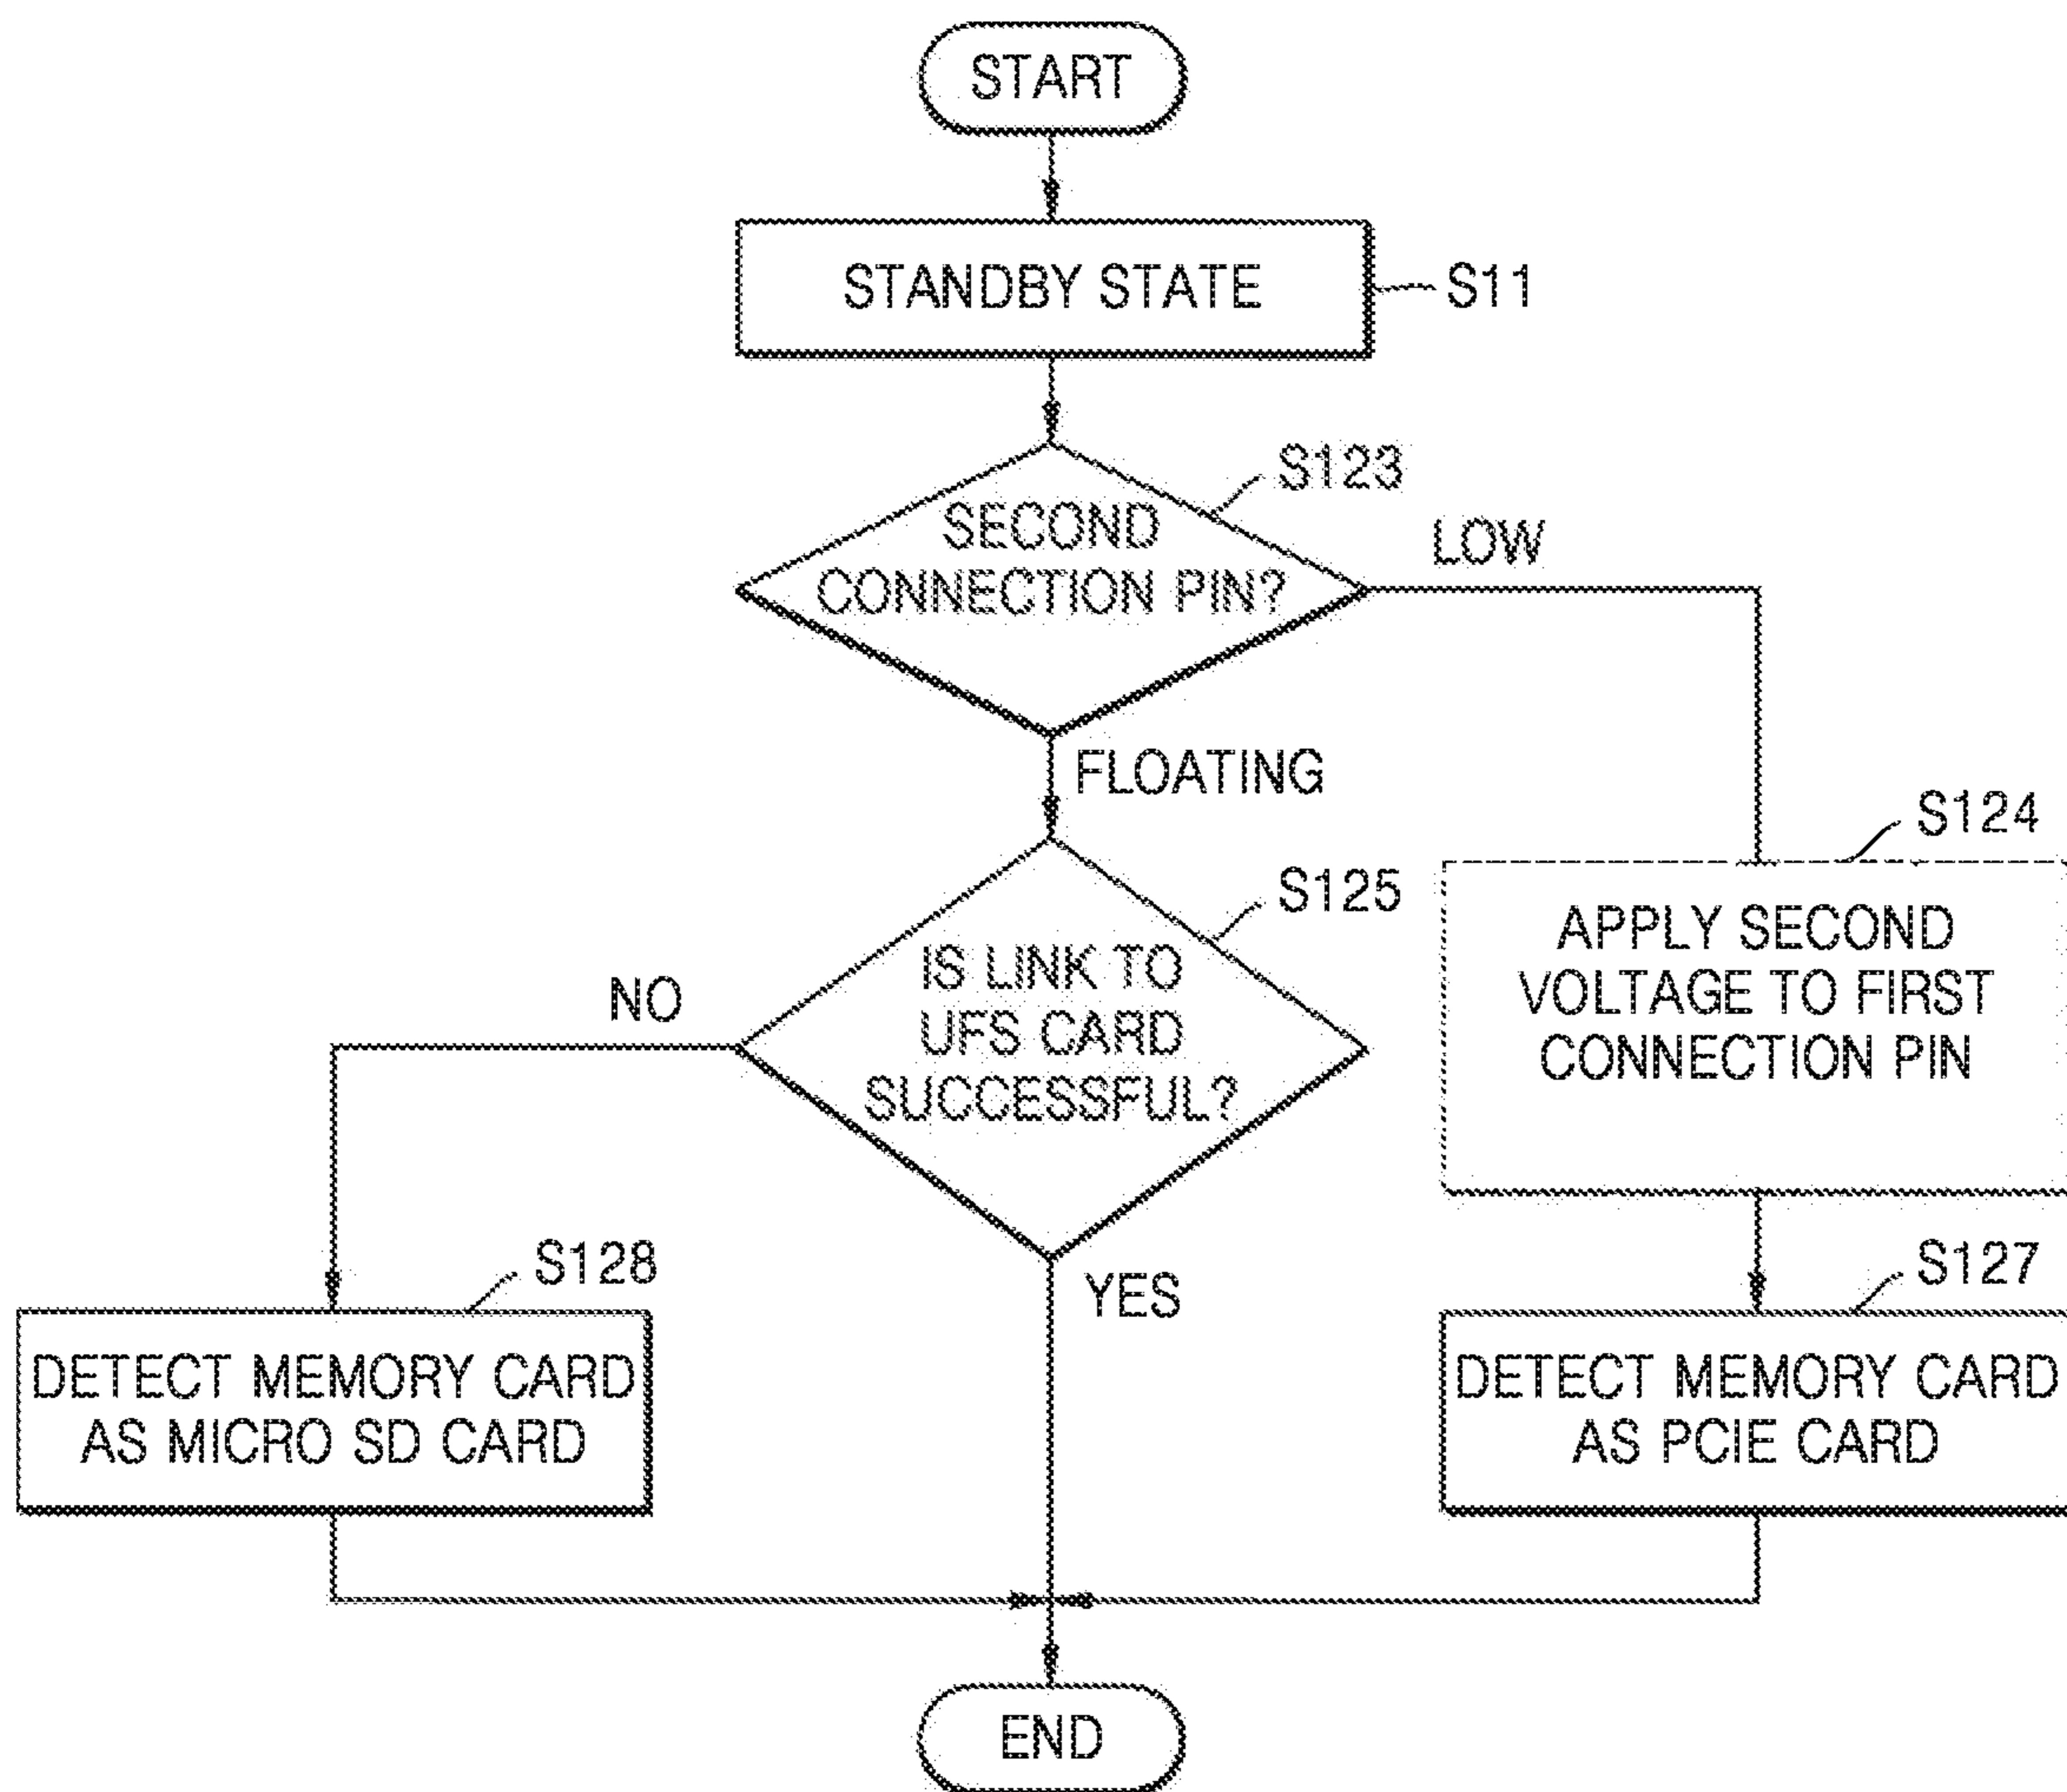 START
STANDBY STATE
S11
S123
SECOND
CONNECTION PIN?
LOW
FLOATING
S124
APPLY SECOND
VOLTAGE TO FIRST
CONNECTION PIN
S125
IS LINK TO
UFS CARD
SUCCESSFUL?
NO
YES
S128
DETECT MEMORY CARD
AS MICRO SD CARD
S127
DETECT MEMORY CARD
AS PCIE CARD
END